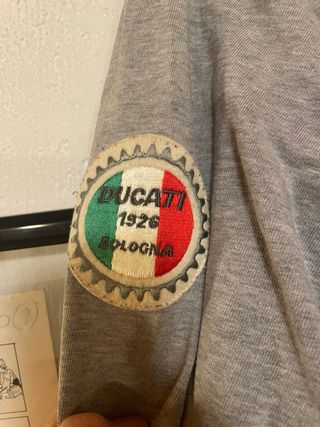 DUCATI
1926
BOLOGNA
(?)